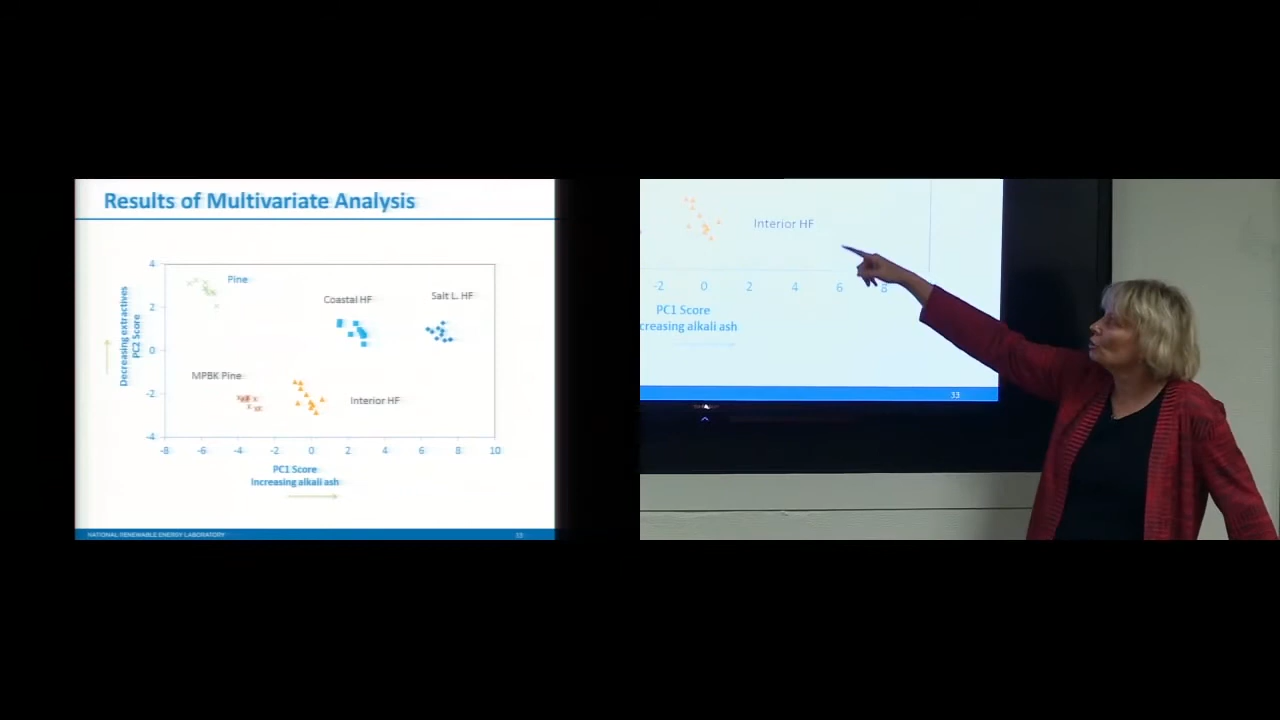 Results of Multivariate Analysis
Decreasing extractives
PC2 Score
4
2
0
-2
-4
Pine
Coastal HF
Salt L. HF
MPBK Pine
Interior HF
-8 -6 -4 -2 0 2 4 6 8 10
PC1 Score
Increasing alkali ash
NATIONAL RENEWABLE ENERGY LABORATORY
33
Interior HF
-2 0 2 4 6 8
PC1 Score
creasing alkali ash
33